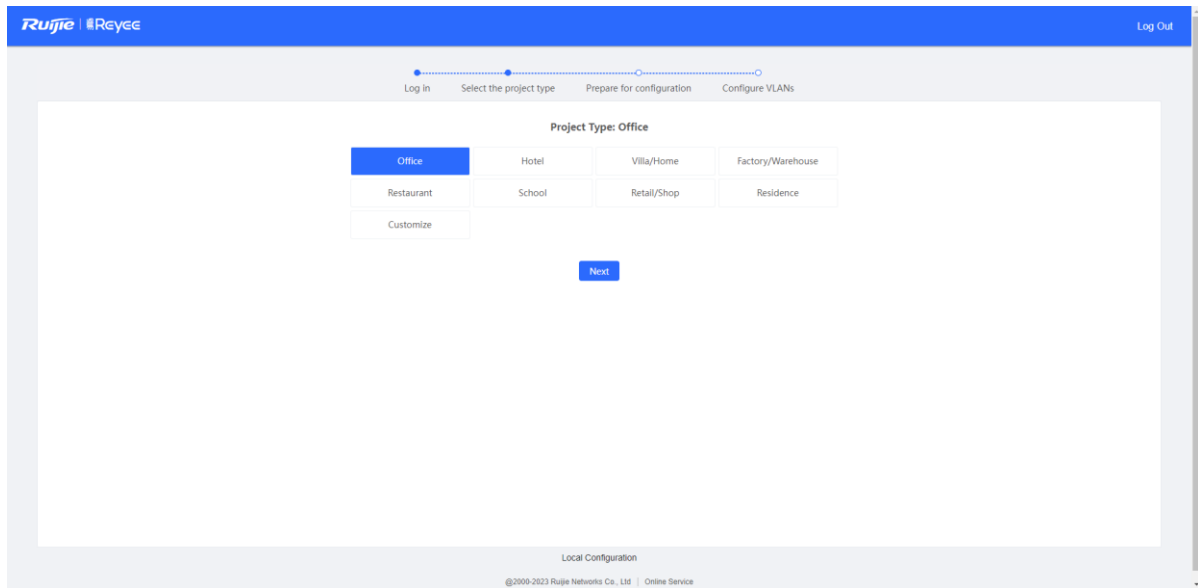 Ruijie | Reyee
Log Out
Log in Select the project type Prepare for configuration Configure VLANs
Project Type: Office
Office Hotel Villa/Home Factory/Warehouse
Restaurant School Retail/Shop Residence
Customize
Next
Local Configuration
@2000-2023 Ruijie Networks Co., Ltd | Online Service